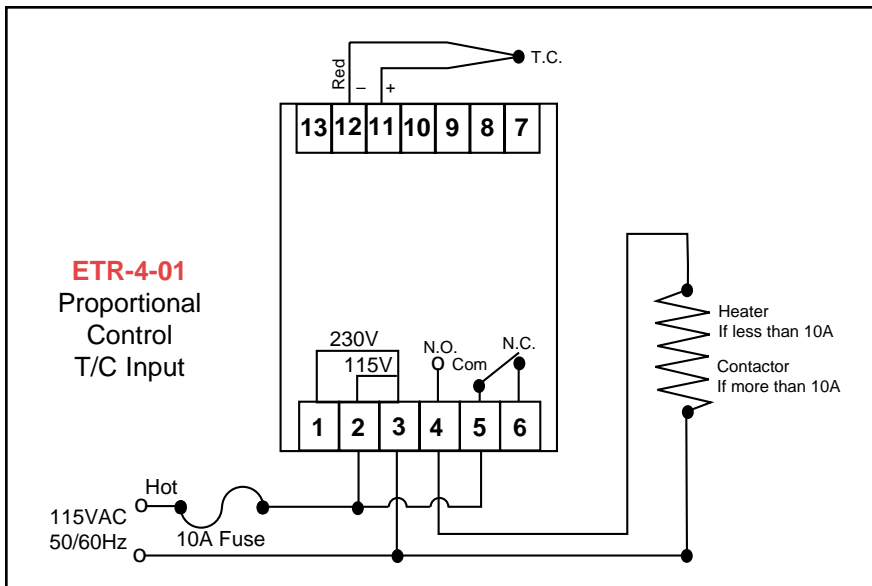 Red
– +
T.C.
13 12 11 10 9 8 7
ETR-4-01
Proportional
Control
T/C Input
230V
115V
N.O.
Com
N.C.
1 2 3 4 5 6
Heater
If less than 10A
Contactor
If more than 10A
Hot
115VAC
50/60Hz
10A Fuse